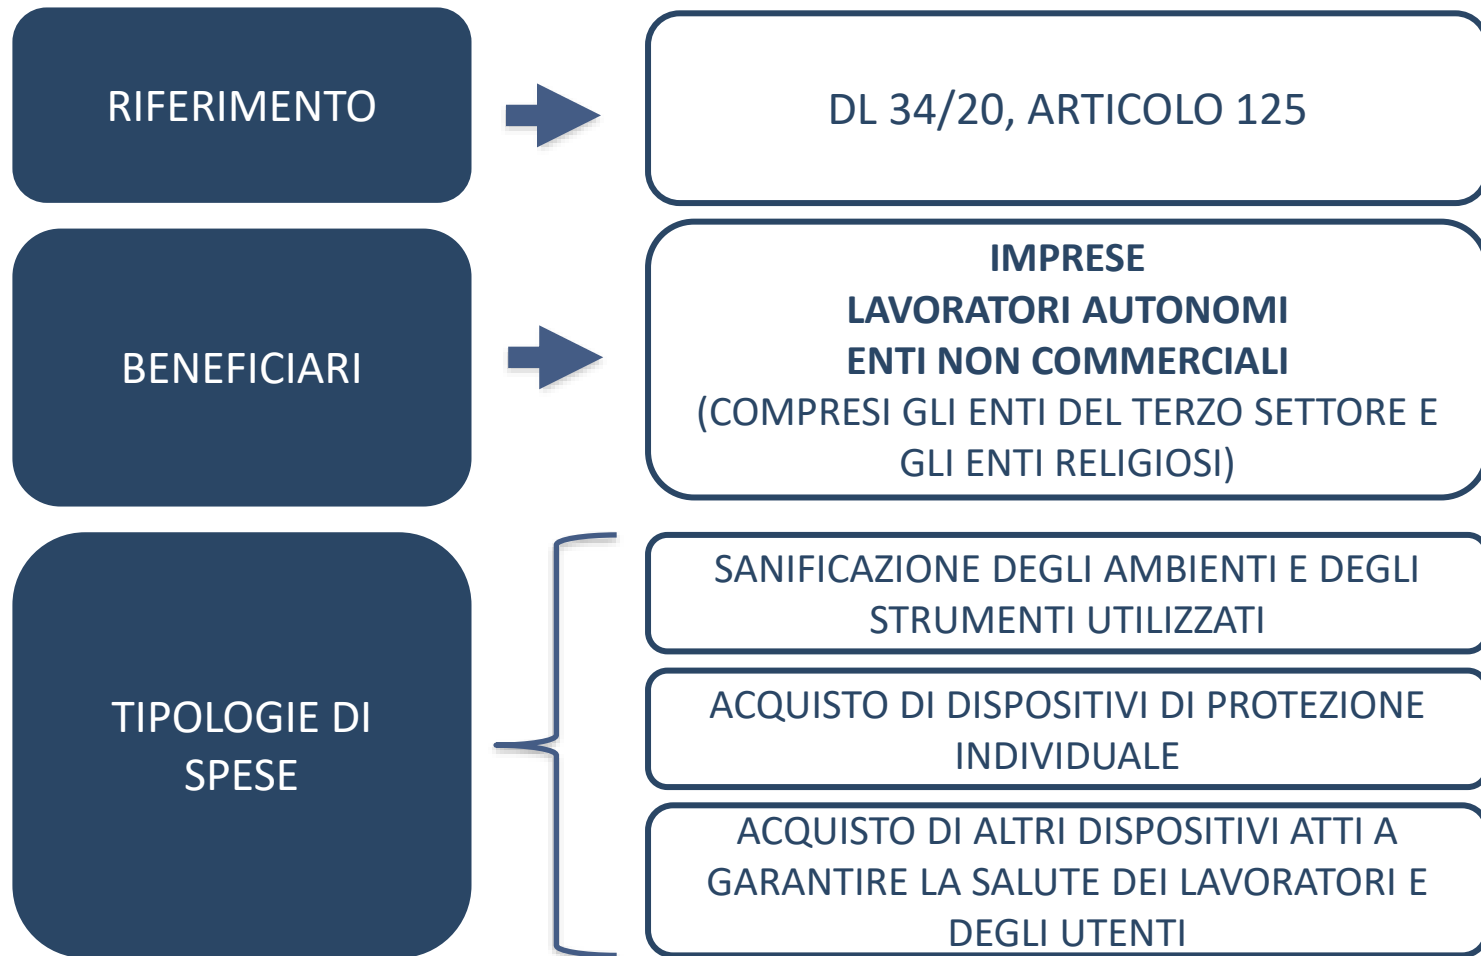 RIFERIMENTO
DL 34/20, ARTICOLO 125
BENEFICIARI
IMPRESE
LAVORATORI AUTONOMI
ENTI NON COMMERCIALI
(COMPRESI GLI ENTI DEL TERZO SETTORE E
GLI ENTI RELIGIOSI)
TIPOLOGIE DI
SPESE
SANIFICAZIONE DEGLI AMBIENTI E DEGLI
STRUMENTI UTILIZZATI
ACQUISTO DI DISPOSITIVI DI PROTEZIONE
INDIVIDUALE
ACQUISTO DI ALTRI DISPOSITIVI ATTI A
GARANTIRE LA SALUTE DEI LAVORATORI E
DEGLI UTENTI